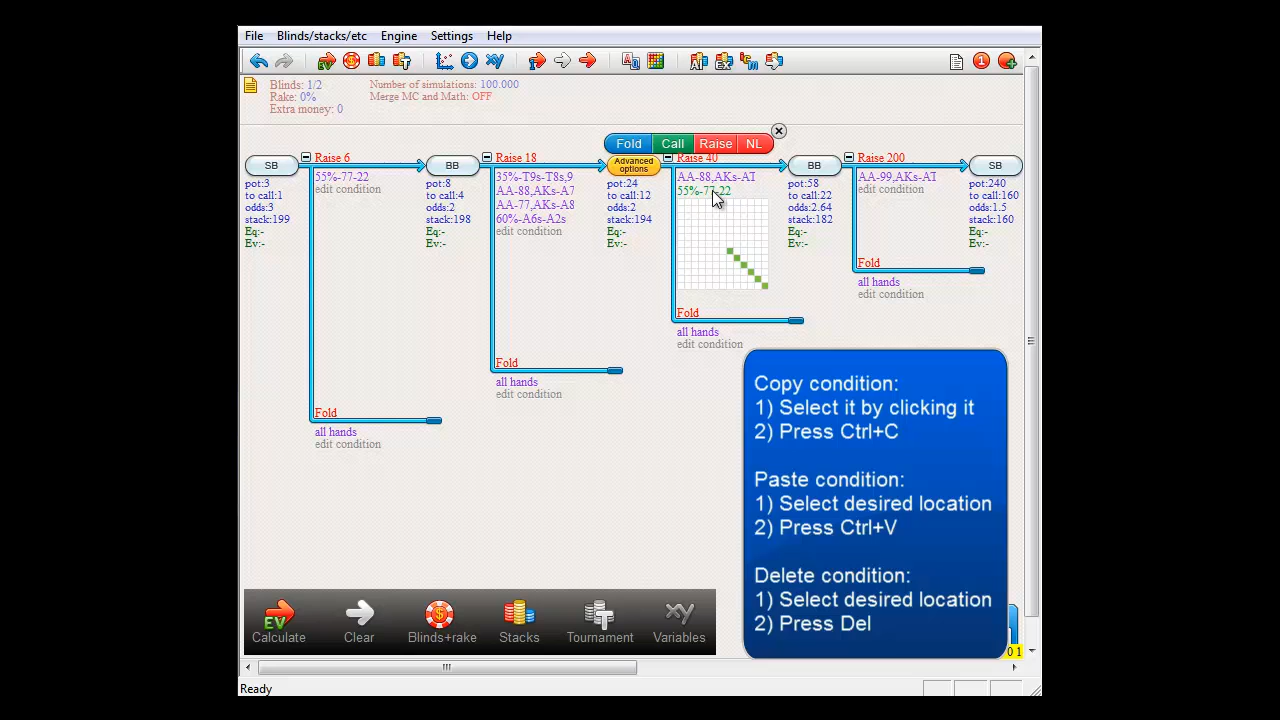 File Blinds/stacks/etc Engine Settings Help
Blinds: 1/2
Rake: 0%
Extra money: 0
Number of simulations: 100.000
Merge MC and Math: OFF
Fold Call Raise NL
SB
Raise 6
BB
Raise 18
Advanced options
Raise 40
BB
Raise 200
SB
pot:3
to call:1
odds:3
stack:199
Eq:-
Ev:-
55%-77-22
edit condition
pot:8
to call:4
odds:2
stack:198
Eq:-
Ev:-
35%-T9s-T8s,9
AA-88,AKs-A7
AA-77,AKs-A8
60%-A6s-A2s
edit condition
pot:24
to call:12
odds:2
stack:194
Eq:-
Ev:-
AA-88,AKs-AT
55%-77-22
pot:58
to call:22
odds:2.64
stack:182
Eq:-
Ev:-
AA-99,AKs-AT
edit condition
pot:240
to call:160
odds:1.5
stack:160
Eq:-
Ev:-
Fold
all hands
edit condition
Fold
all hands
edit condition
Fold
all hands
edit condition
Fold
all hands
edit condition
Copy condition:
1) Select it by clicking it
2) Press Ctrl+C
Paste condition:
1) Select desired location
2) Press Ctrl+V
Delete condition:
1) Select desired location
2) Press Del
EV
Calculate Clear Blinds+rake Stacks Tournament Variables
0 1
Ready